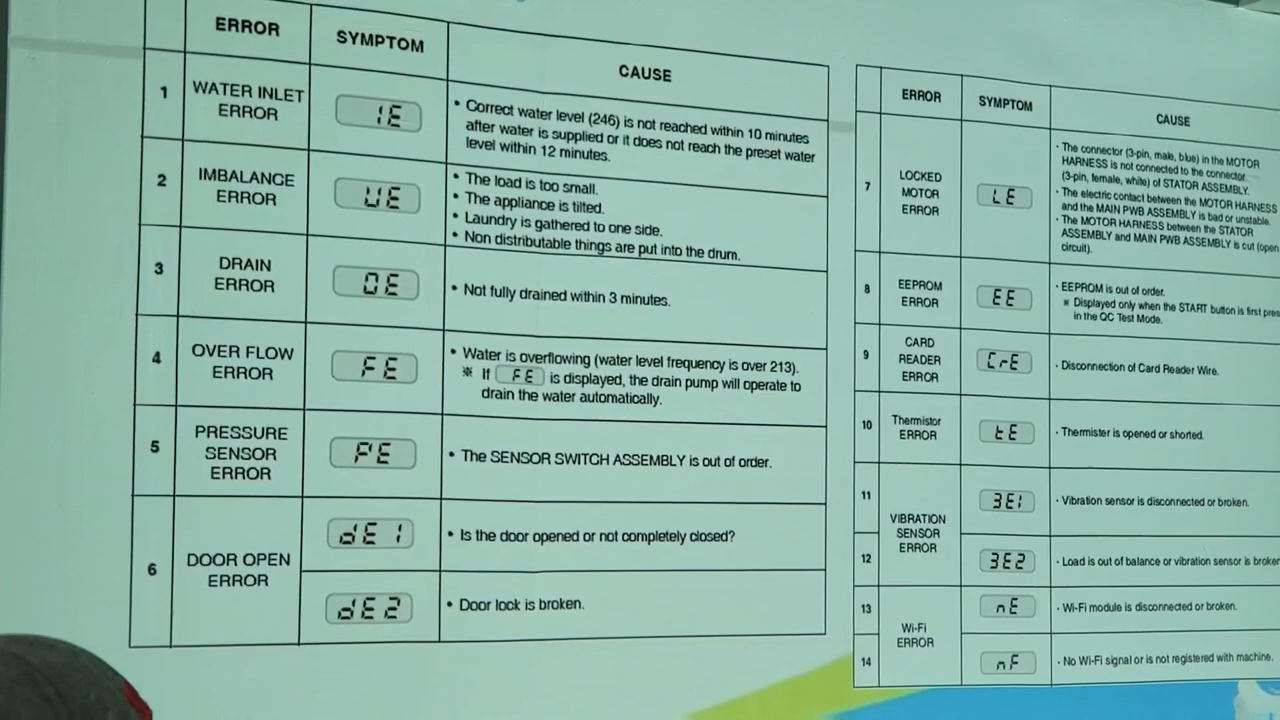 ERROR
SYMPTOM
CAUSE
1
WATER INLET
ERROR
IE
• Correct water level (246) is not reached within 10 minutes
after water is supplied or it does not reach the preset water
level within 12 minutes.
2
IMBALANCE
ERROR
UE
• The load is too small.
• The appliance is tilted.
• Laundry is gathered to one side.
• Non distributable things are put into the drum.
3
DRAIN
ERROR
OE
• Not fully drained within 3 minutes.
4
OVER FLOW
ERROR
FE
• Water is overflowing (water level frequency is over 213).
※ If FE is displayed, the drain pump will operate to
drain the water automatically.
5
PRESSURE
SENSOR
ERROR
PE
• The SENSOR SWITCH ASSEMBLY is out of order.
6
DOOR OPEN
ERROR
dE 1
• Is the door opened or not completely closed?
dE2
• Door lock is broken.
ERROR
SYMPTOM
CAUSE
7
LOCKED
MOTOR
ERROR
LE
• The connector (3-pin, male, blue) in the MOTOR
HARNESS is not connected to the connector
(3-pin, female, white) of STATOR ASSEMBLY.
• The electric contact between the MOTOR HARNESS
and the MAIN PWB ASSEMBLY is bad or unstable.
• The MOTOR HARNESS between the STATOR
ASSEMBLY and MAIN PWB ASSEMBLY is cut (open
circuit).
8
EEPROM
ERROR
EE
• EEPROM is out of order.
※ Displayed only when the START button is first pres
in the QC Test Mode.
9
CARD
READER
ERROR
CrE
• Disconnection of Card Reader Wire.
10
Thermistor
ERROR
tE
• Thermister is opened or shorted.
11
VIBRATION
SENSOR
ERROR
3E1
• Vibration sensor is disconnected or broken.
12
3E2
• Load is out of balance or vibration sensor is broken
13
Wi-Fi
ERROR
nE
• Wi-Fi module is disconnected or broken.
14
nF
• No Wi-Fi signal or is not registered with machine.